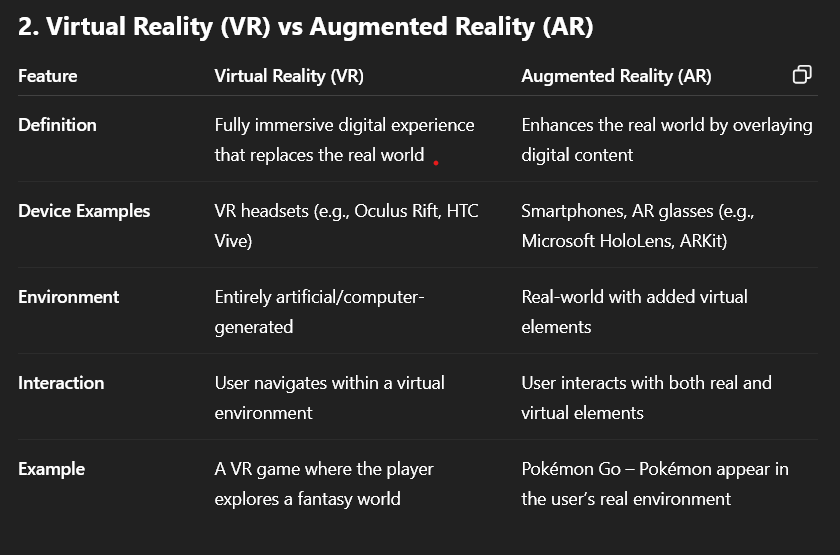 2. Virtual Reality (VR) vs Augmented Reality (AR)
Feature Virtual Reality (VR) Augmented Reality (AR)
Definition Fully immersive digital experience Enhances the real world by overlaying
that replaces the real world digital content
Device Examples VR headsets (e.g., Oculus Rift, HTC Smartphones, AR glasses (e.g.,
Vive) Microsoft HoloLens, ARKit)
Environment Entirely artificial/computer- Real-world with added virtual
generated elements
Interaction User navigates within a virtual User interacts with both real and
environment virtual elements
Example A VR game where the player Pokémon Go – Pokémon appear in
explores a fantasy world the user’s real environment